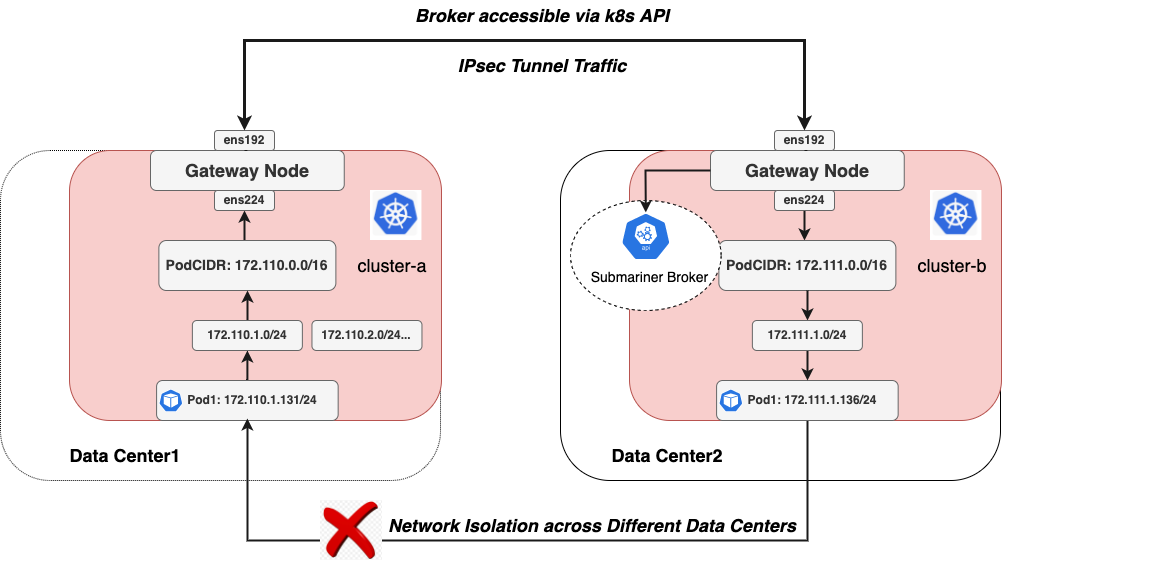 Broker accessible via k8s API
IPsec Tunnel Traffic
ens192
Gateway Node
ens224
PodCIDR: 172.110.0.0/16
cluster-a
172.110.1.0/24
172.110.2.0/24...
Pod1: 172.110.1.131/24
Data Center1
ens192
Gateway Node
ens224
api
Submariner Broker
PodCIDR: 172.111.0.0/16
cluster-b
172.111.1.0/24
Pod1: 172.111.1.136/24
Data Center2
Network Isolation across Different Data Centers